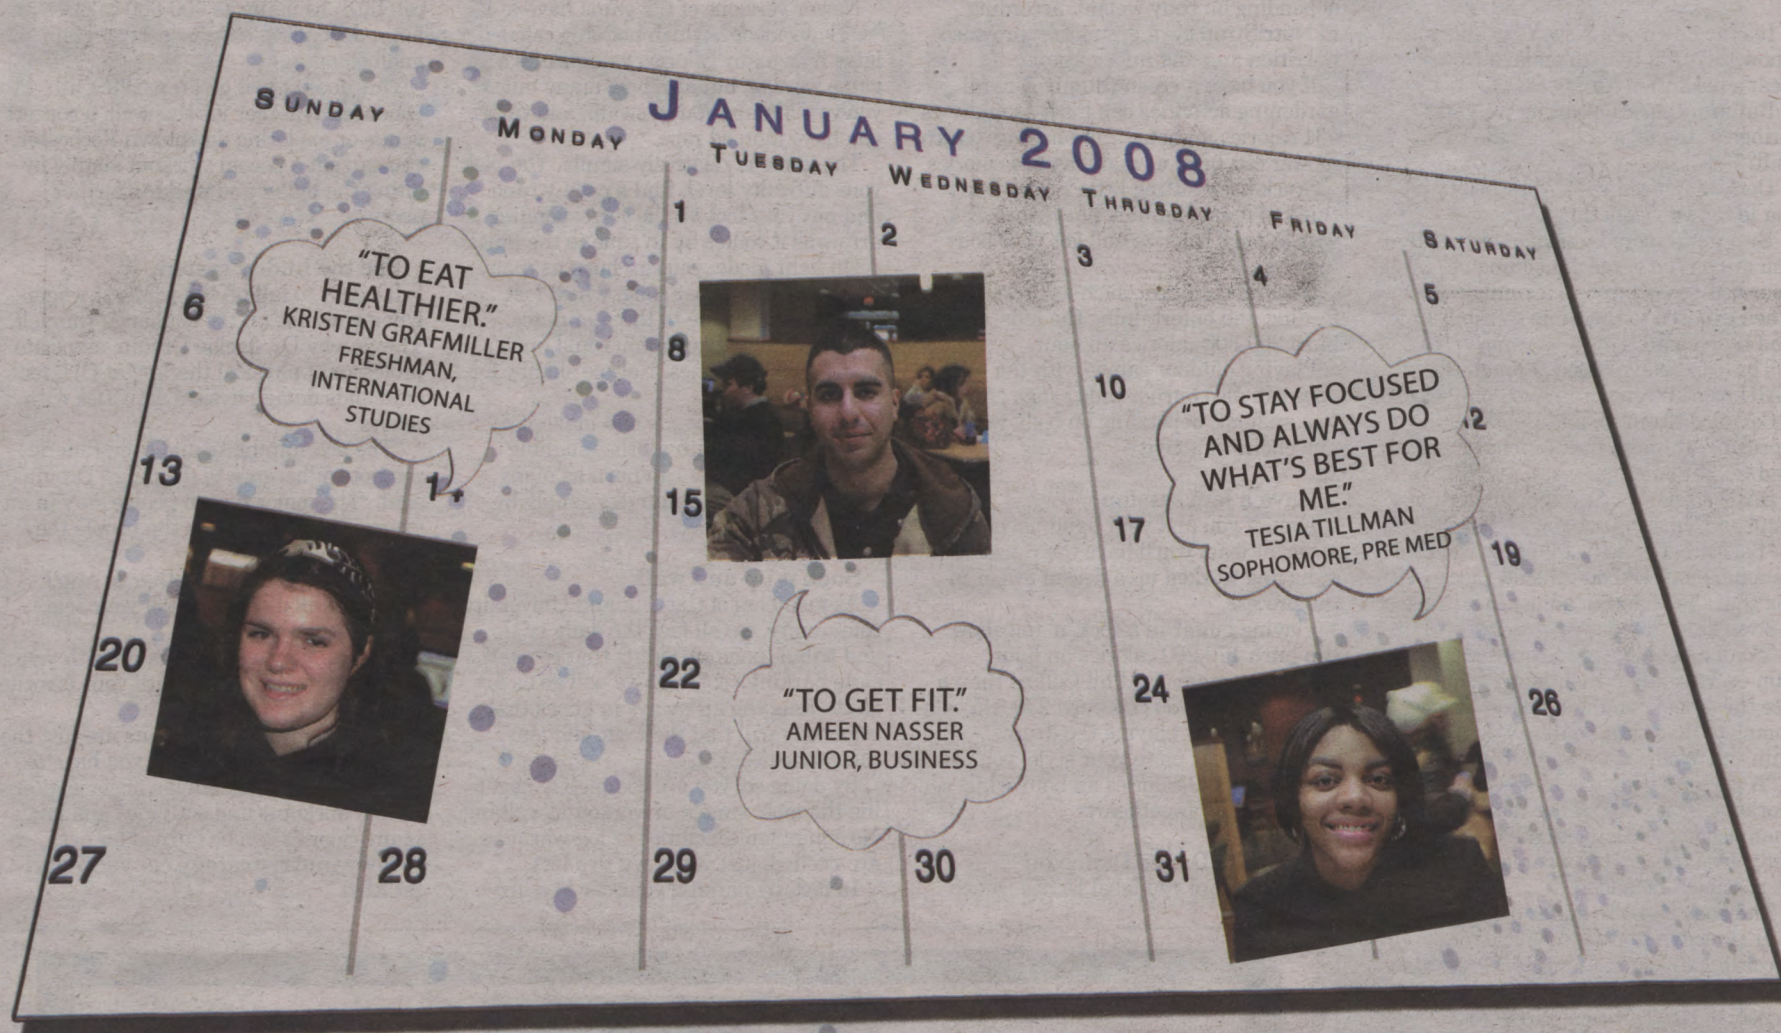 JANUARY 2008
SUNDAY MONDAY TUESDAY WEDNESDAY THRUSDAY FRIDAY SATURDAY
1 2 3 4 5
6 8 10
13 15 17 19
20 22 24 26
27 28 29 30 31
"TO EAT
HEALTHIER."
KRISTEN GRAFMILLER
FRESHMAN,
INTERNATIONAL
STUDIES
"TO GET FIT."
AMEEN NASSER
JUNIOR, BUSINESS
"TO STAY FOCUSED
AND ALWAYS DO
WHAT'S BEST FOR
ME."
TESIA TILLMAN
SOPHOMORE, PRE MED